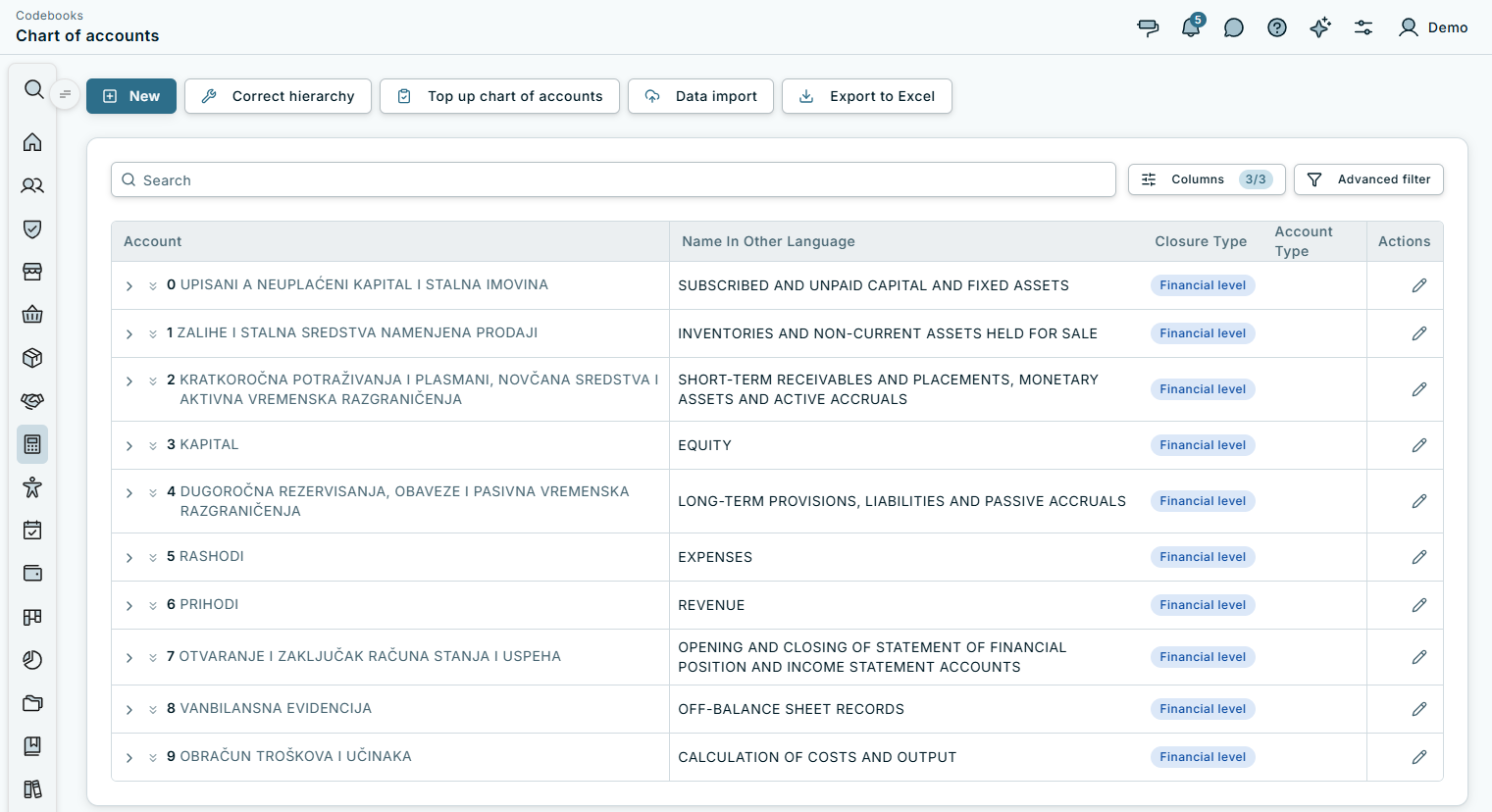 Codebooks
Chart of accounts
5
Demo
New
Correct hierarchy
Top up chart of accounts
Data import
Export to Excel
Search
Columns 3/3
Advanced filter
Account
Name In Other Language
Closure Type
Account
Type
Actions
0 UPISANI A NEUPLAĆENI KAPITAL I STALNA IMOVINA
SUBSCRIBED AND UNPAID CAPITAL AND FIXED ASSETS
Financial level
1 ZALIHE I STALNA SREDSTVA NAMENJENA PRODAJI
INVENTORIES AND NON-CURRENT ASSETS HELD FOR SALE
Financial level
2 KRATKOROČNA POTRAŽIVANJA I PLASMANI, NOVČANA SREDSTVA I
AKTIVNA VREMENSKA RAZGRANIČENJA
SHORT-TERM RECEIVABLES AND PLACEMENTS, MONETARY
ASSETS AND ACTIVE ACCRUALS
Financial level
3 KAPITAL
EQUITY
Financial level
4 DUGOROČNA REZERVISANJA, OBAVEZE I PASIVNA VREMENSKA
RAZGRANIČENJA
LONG-TERM PROVISIONS, LIABILITIES AND PASSIVE ACCRUALS
Financial level
5 RASHODI
EXPENSES
Financial level
6 PRIHODI
REVENUE
Financial level
7 OTVARANJE I ZAKLJUČAK RAČUNA STANJA I USPEHA
OPENING AND CLOSING OF STATEMENT OF FINANCIAL
POSITION AND INCOME STATEMENT ACCOUNTS
Financial level
8 VANBILANSNA EVIDENCIJA
OFF-BALANCE SHEET RECORDS
Financial level
9 OBRAČUN TROŠKOVA I UČINAKA
CALCULATION OF COSTS AND OUTPUT
Financial level